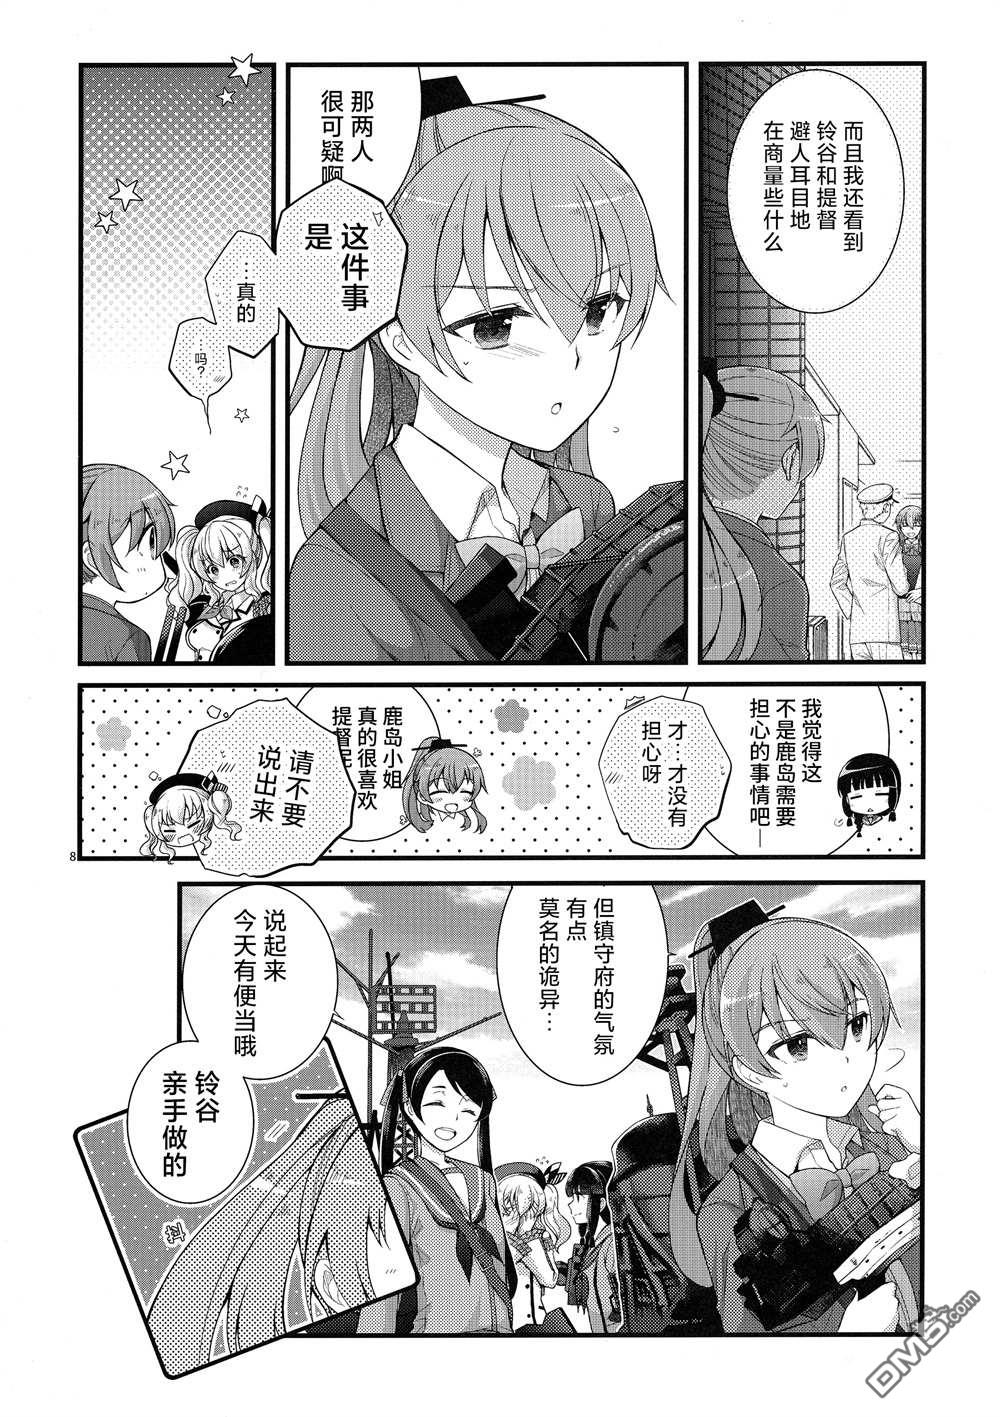 而且我还看到
铃谷和提督
避人耳目地
在商量些什么
那两人
很可疑啊
这件事
是
…真的
…吗?
我觉得这
不是鹿岛需要
担心的事情吧—
才…才没有
担心呀
鹿岛小姐
真的很喜欢
提督呢
请不要
说出来
8
但镇守府的气氛
有点
莫名的诡异…
说起来
今天有便当哦
铃谷
亲手做的
抖
DM5.com